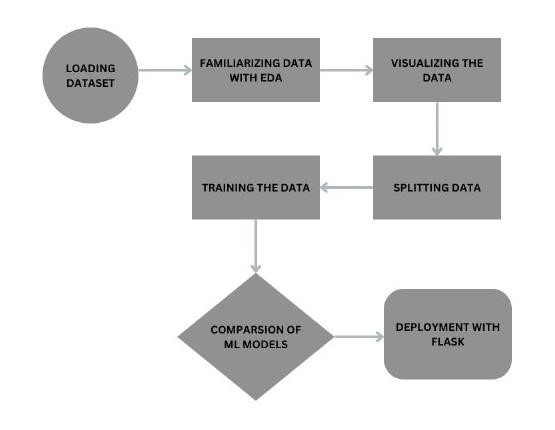 LOADING
DATASET
FAMILIARIZING DATA
WITH EDA
VISUALIZING THE
DATA
TRAINING THE DATA
SPLITTING DATA
COMPARSION OF
ML MODELS
DEPLOYMENT WITH
FLASK